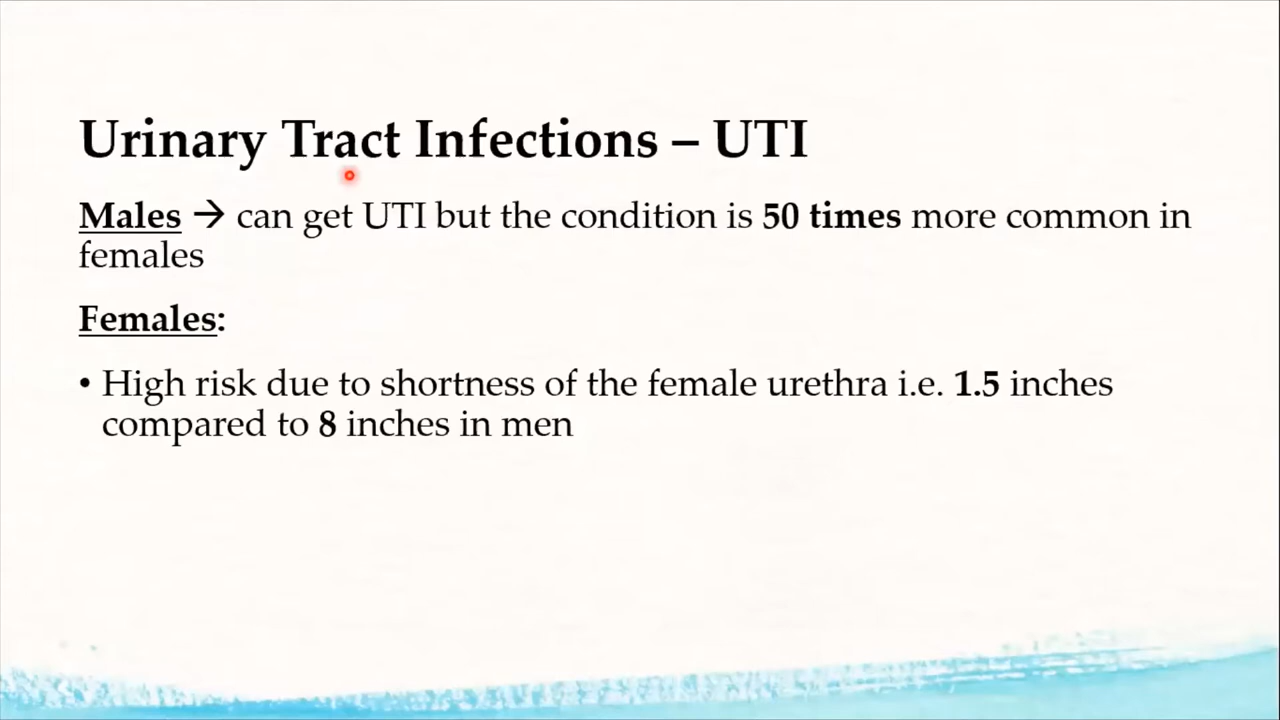 Urinary Tract Infections – UTI
Males → can get UTI but the condition is 50 times more common in
females
Females:
• High risk due to shortness of the female urethra i.e. 1.5 inches
compared to 8 inches in men